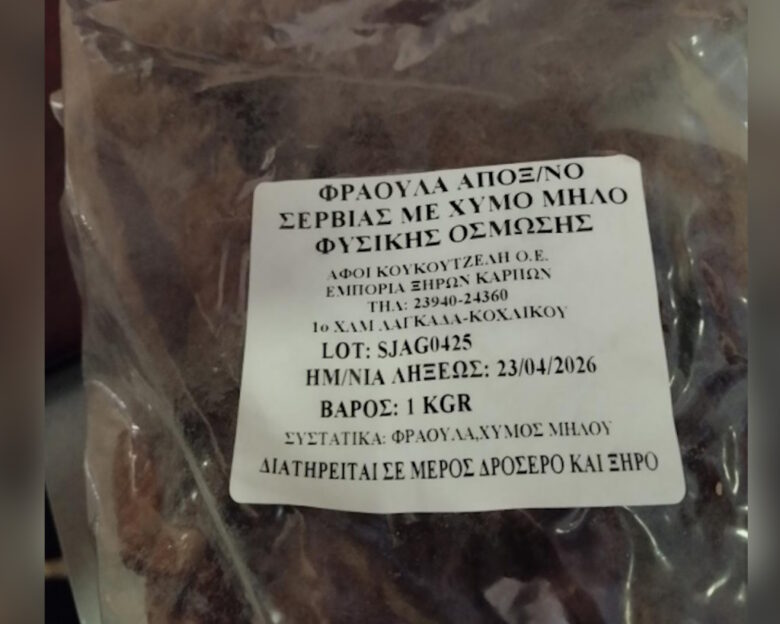 ΦΡΑΟΥΛΑ ΑΠΟΞ/ΝΟ
ΣΕΡΒΙΑΣ ΜΕ ΧΥΜΟ ΜΗΛΟ
ΦΥΣΙΚΗΣ ΟΣΜΩΣΗΣ
ΑΦΟΙ ΚΟΥΚΟΥΤΖΕΛΗ Ο.Ε.
ΕΜΠΟΡΙΑ ΞΗΡΩΝ ΚΑΡΠΩΝ
ΤΗΛ: 23940-24360
1ο ΧΛΜ ΛΑΓΚΑΔΑ-ΚΟΧΛΙΚΟΥ
LOT: SJAG0425
ΗΜ/ΝΙΑ ΛΗΞΕΩΣ: 23/04/2026
ΒΑΡΟΣ: 1 KGR
ΣΥΣΤΑΤΙΚΑ: ΦΡΑΟΥΛΑ,ΧΥΜΟΣ ΜΗΛΟΥ
ΔΙΑΤΗΡΕΙΤΑΙ ΣΕ ΜΕΡΟΣ ΔΡΟΣΕΡΟ ΚΑΙ ΞΗΡΟ